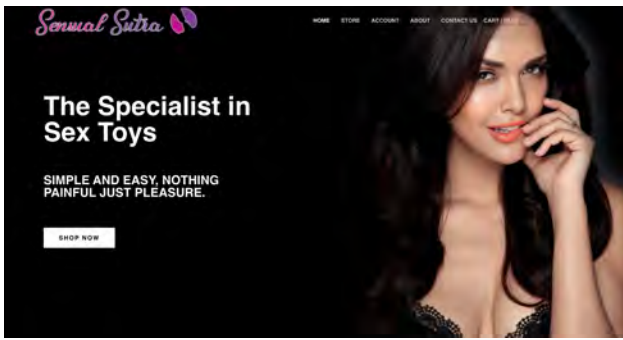 Sensual Sutra
HOME STORE ACCOUNT ABOUT CONTACT US CART
The Specialist in
Sex Toys
SIMPLE AND EASY, NOTHING
PAINFUL JUST PLEASURE.
SHOP NOW